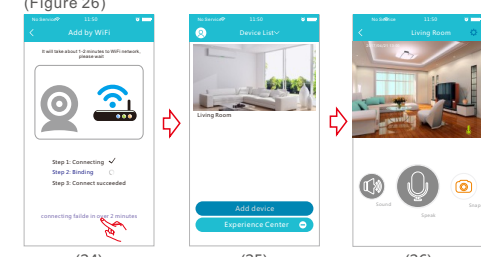 (Figure 26)
No Service 11:50
Add by WiFi
It will take about 1-3 minutes to WiFi network,
please wait
Step 1: Connecting
Step 2: Binding
Step 3: Connect succeeded
connecting failde in over 2 minutes
(24)
No Service 11:50
Device List
Living Room
Add device
Experience Center
(25)
No Service 11:50
Living Room
Sound
Speak
(26)